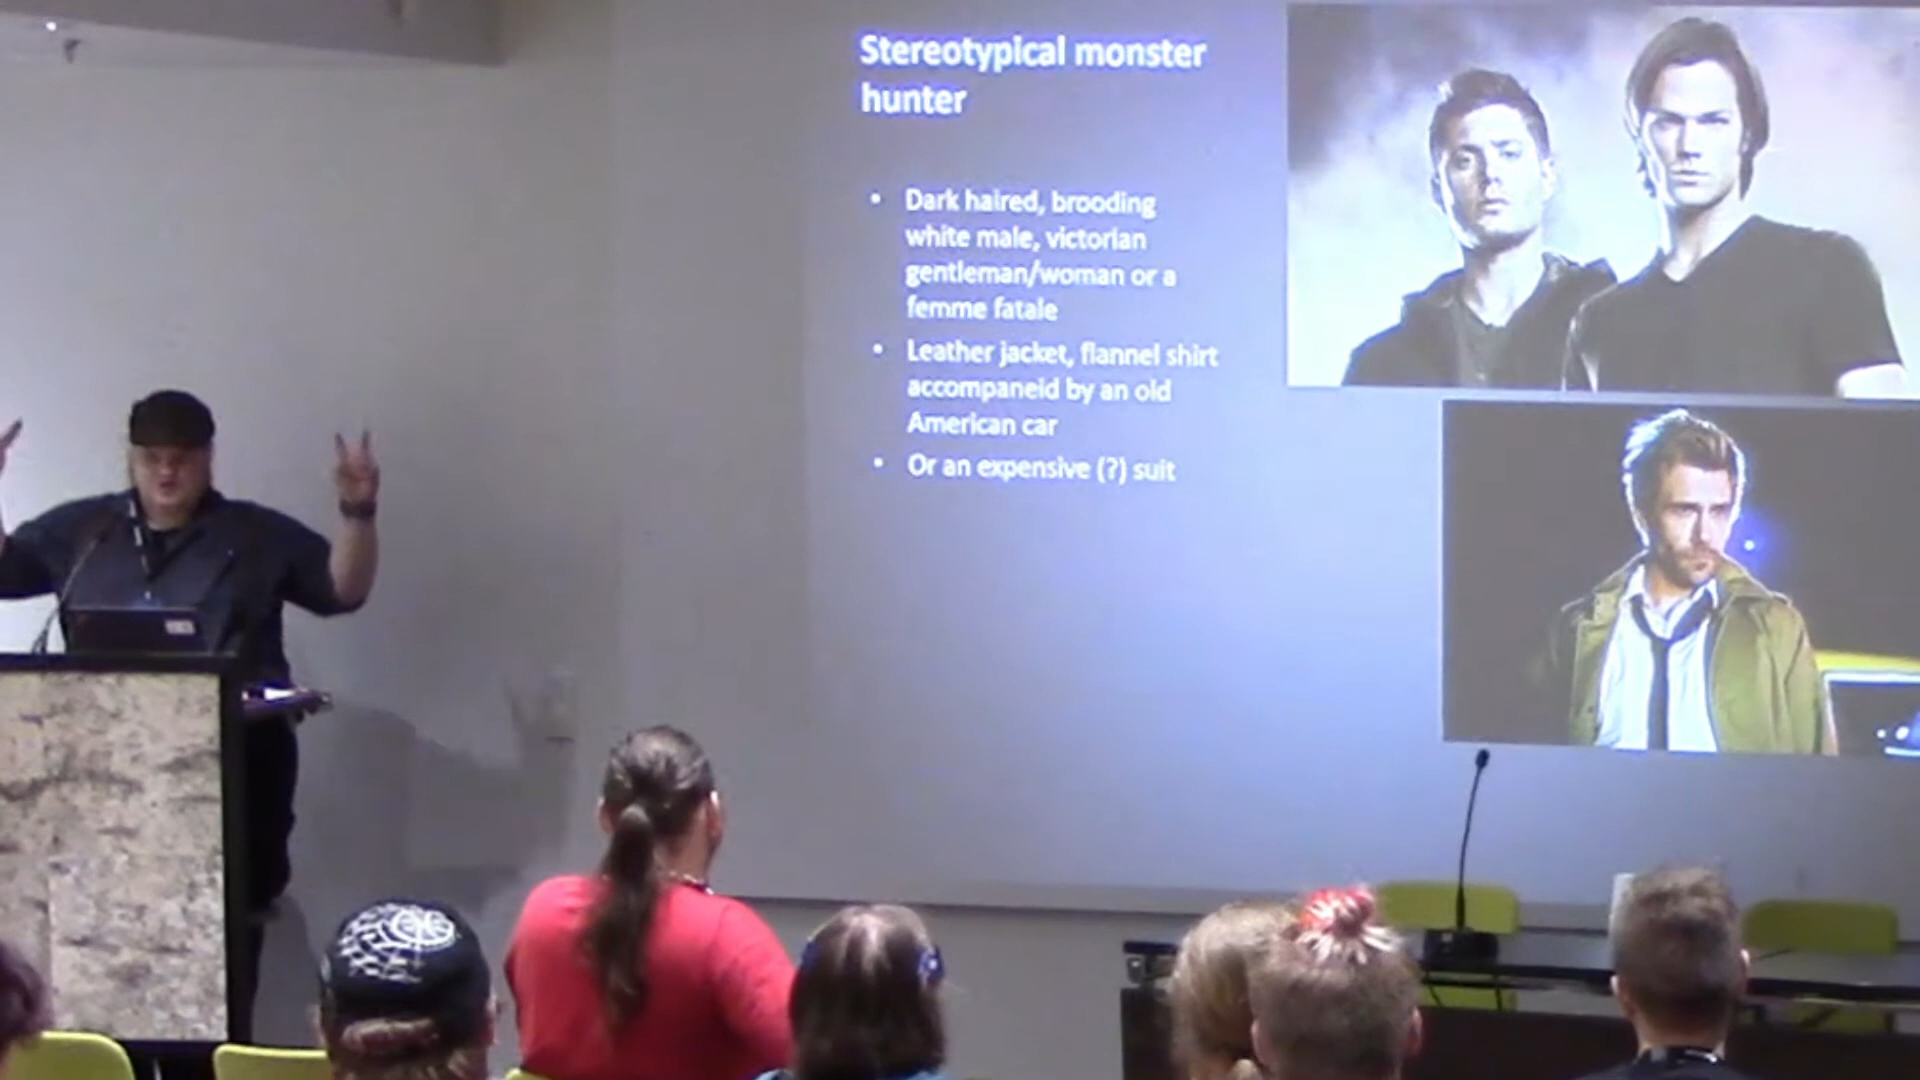 Stereotypical monster
hunter
• Dark haired, brooding
white male, victorian
gentleman/woman or a
femme fatale
• Leather jacket, flannel shirt
accompaneid by an old
American car
• Or an expensive (?) suit